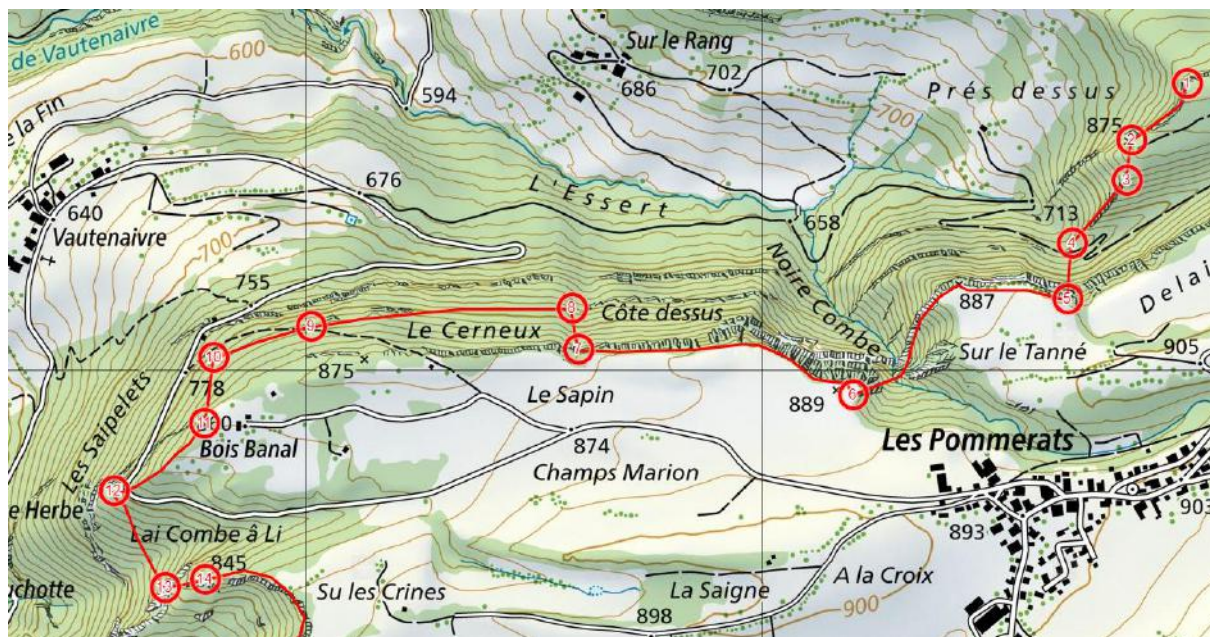 de Vautenaivre
600
594
Sur le Rang
686
702
Prés dessus
700
1
875
2
3
e la Fin
640
Vautenaivre
700
676
L'Essert
658
713
4
755
Noire Combe
887
5
Delai
8
Côte dessus
7
Le Cerneux
9
10
778
875
Sur le Tanné
905
Les Saipelets
Le Sapin
889
6
11
60
Bois Banal
874
Les Pommerats
Champs Marion
12
e Herbe
893
903
Lai Combe â Li
845
13
14
uchotte
Su les Crines
La Saigne
A la Croix
898
900